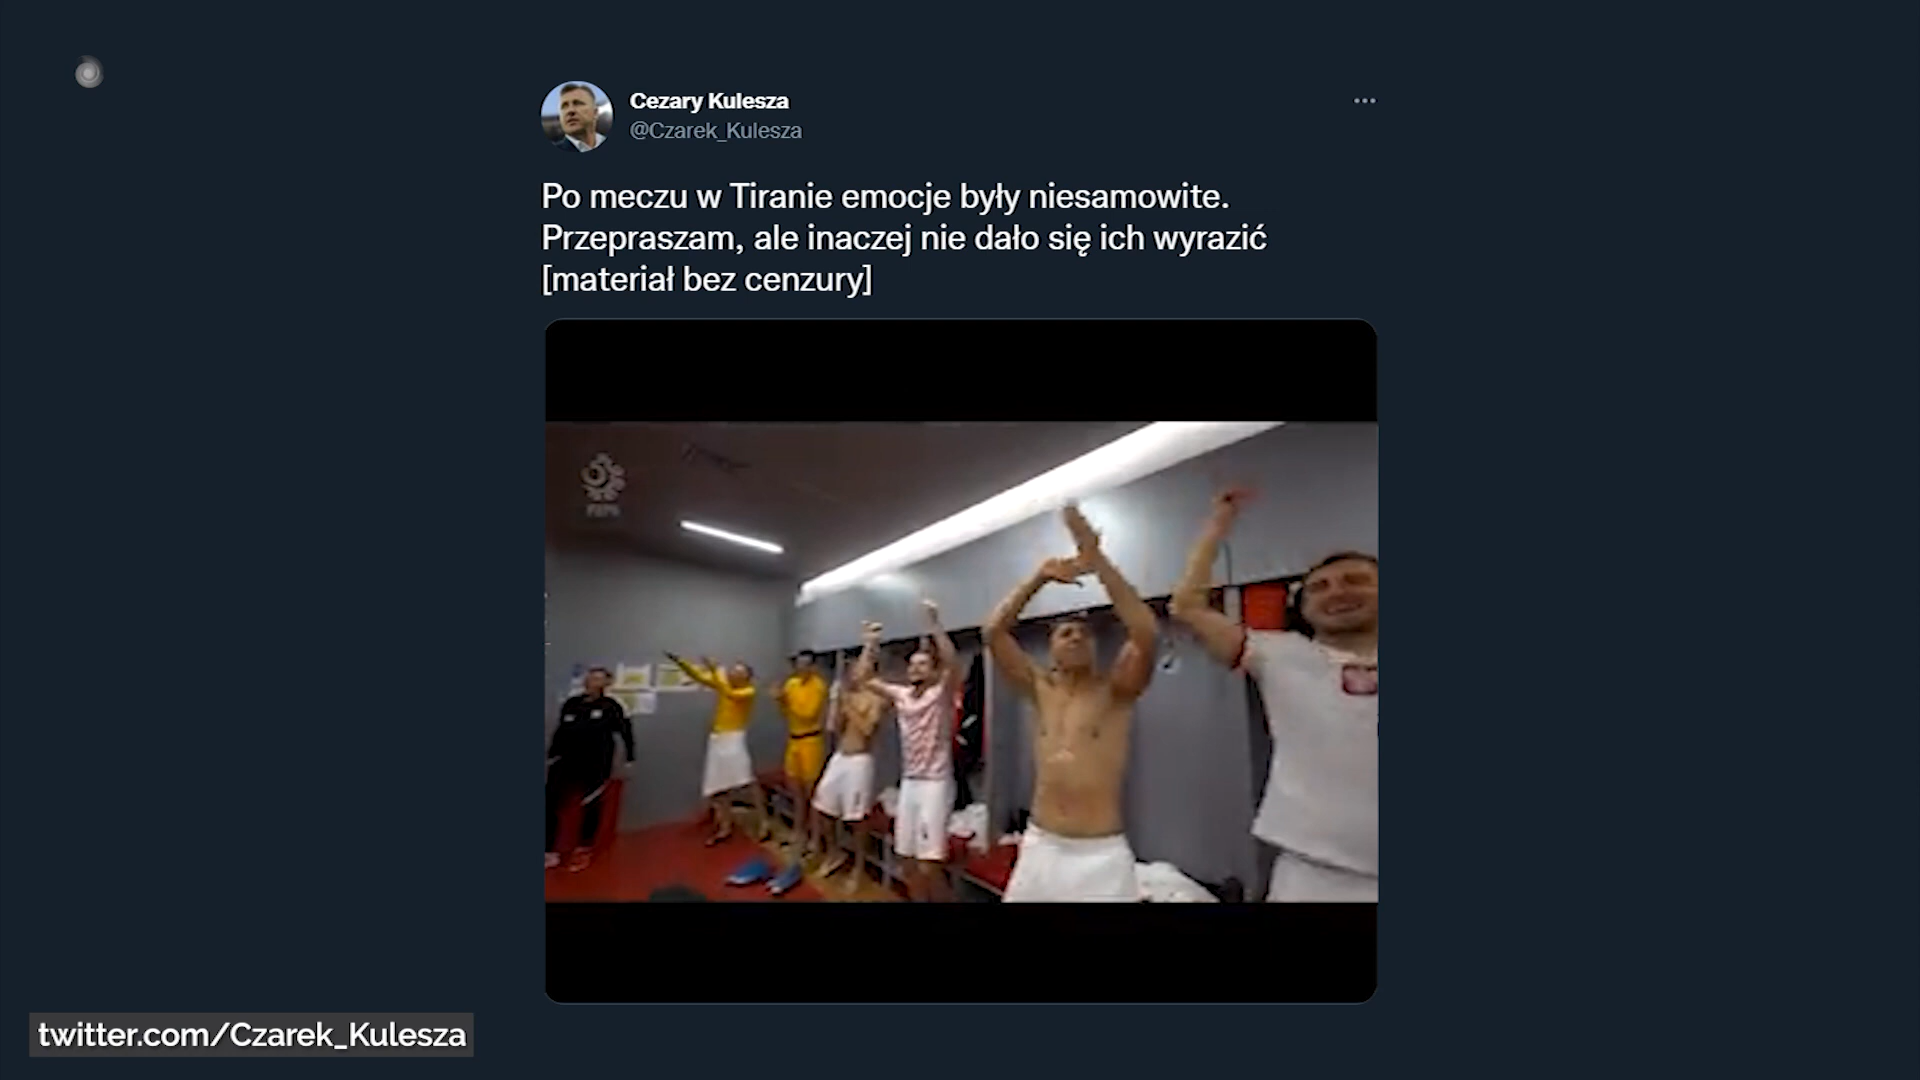 Cezary Kulesza
@Czarek_Kulesza
Po meczu w Tiranie emocje były niesamowite.
Przepraszam, ale inaczej nie dało się ich wyrazić
[materiał bez cenzury]
twitter.com/Czarek_Kulesza